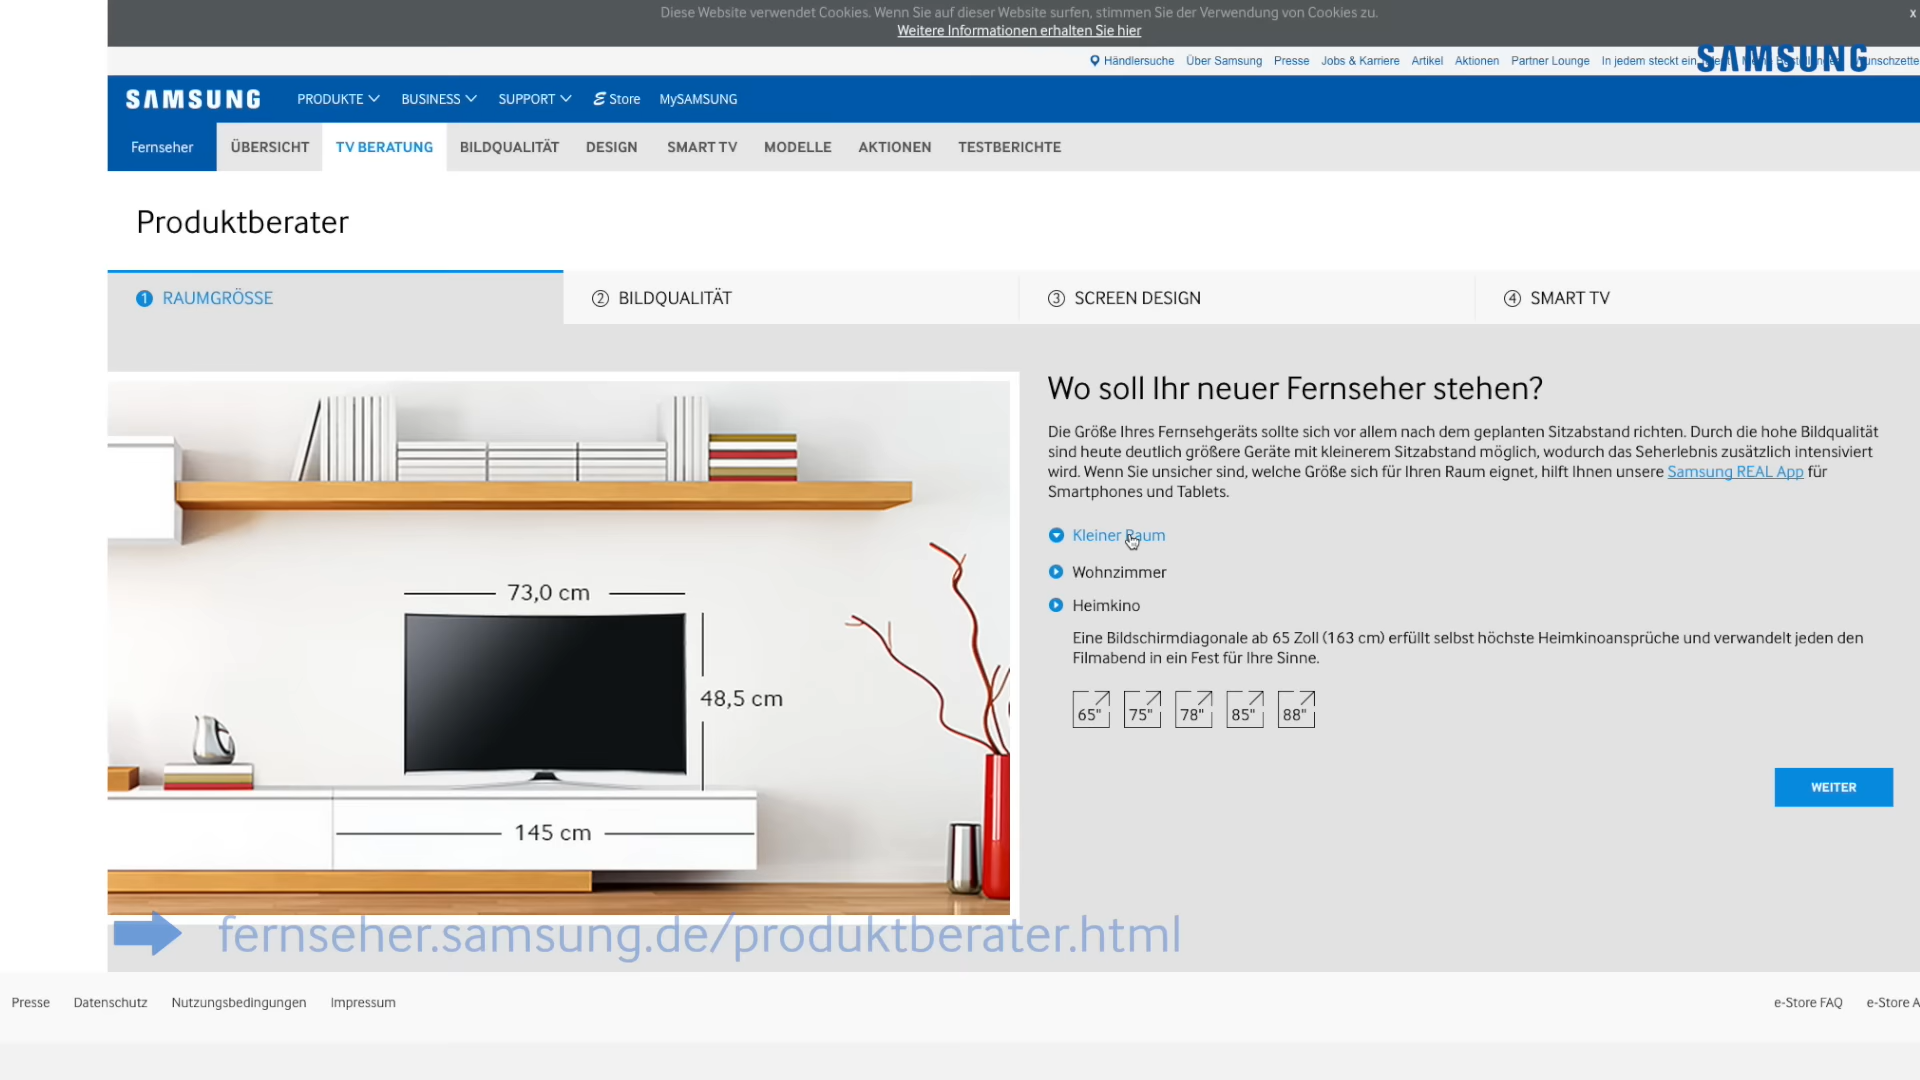 Diese Website verwendet Cookies. Wenn Sie auf dieser Website surfen, stimmen Sie der Verwendung von Cookies zu.
x
Weitere Informationen erhalten Sie hier
Händlersuche Über Samsung Presse Jobs & Karriere Artikel Aktionen Partner Lounge In jedem steckt ein
SAMSUNG
SAMSUNG PRODUKTE BUSINESS SUPPORT Store MySAMSUNG
Fernseher ÜBERSICHT TV BERATUNG BILDQUALITÄT DESIGN SMART TV MODELLE AKTIONEN TESTBERICHTE
Produktberater
1 RAUMGRÖSSE 2 BILDQUALITÄT 3 SCREEN DESIGN 4 SMART TV
Wo soll Ihr neuer Fernseher stehen?
Die Größe Ihres Fernsehgeräts sollte sich vor allem nach dem geplanten Sitzabstand richten. Durch die hohe Bildqualität
sind heute deutlich größere Geräte mit kleinerem Sitzabstand möglich, wodurch das Seherlebnis zusätzlich intensiviert
wird. Wenn Sie unsicher sind, welche Größe sich für Ihren Raum eignet, hilft Ihnen unsere Samsung REAL App für
Smartphones und Tablets.
Kleiner Raum
Wohnzimmer
Heimkino
Eine Bildschirmdiagonale ab 65 Zoll (163 cm) erfüllt selbst höchste Heimkinoansprüche und verwandelt jeden den
Filmabend in ein Fest für Ihre Sinne.
65" 75" 78" 85" 88"
WEITER
73,0 cm
48,5 cm
145 cm
fernseher.samsung.de/produktberater.html
Presse Datenschutz Nutzungsbedingungen Impressum e-Store FAQ e-Store A